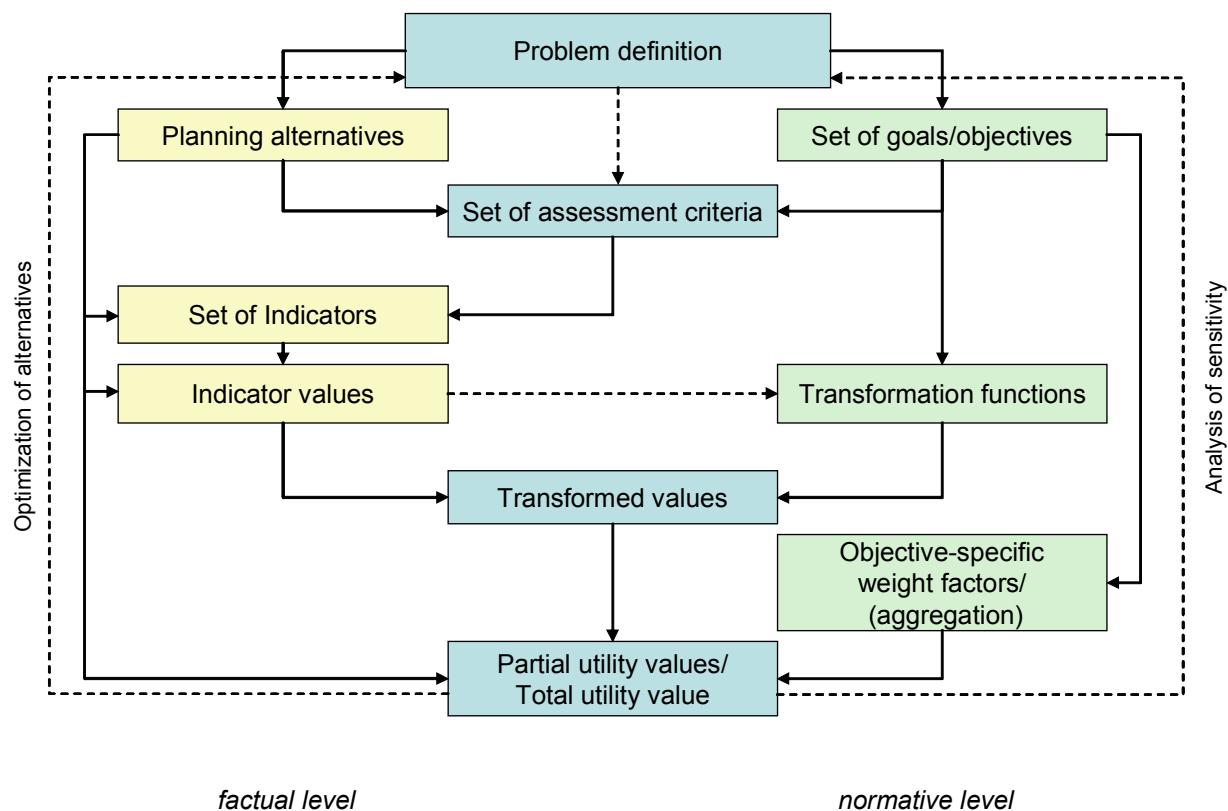 Problem definition
Planning alternatives
Set of goals/objectives
Set of assessment criteria
Set of Indicators
Indicator values
Transformation functions
Transformed values
Objective-specific
weight factors/
(aggregation)
Partial utility values/
Total utility value
Optimization of alternatives
Analysis of sensitivity
factual level
normative level